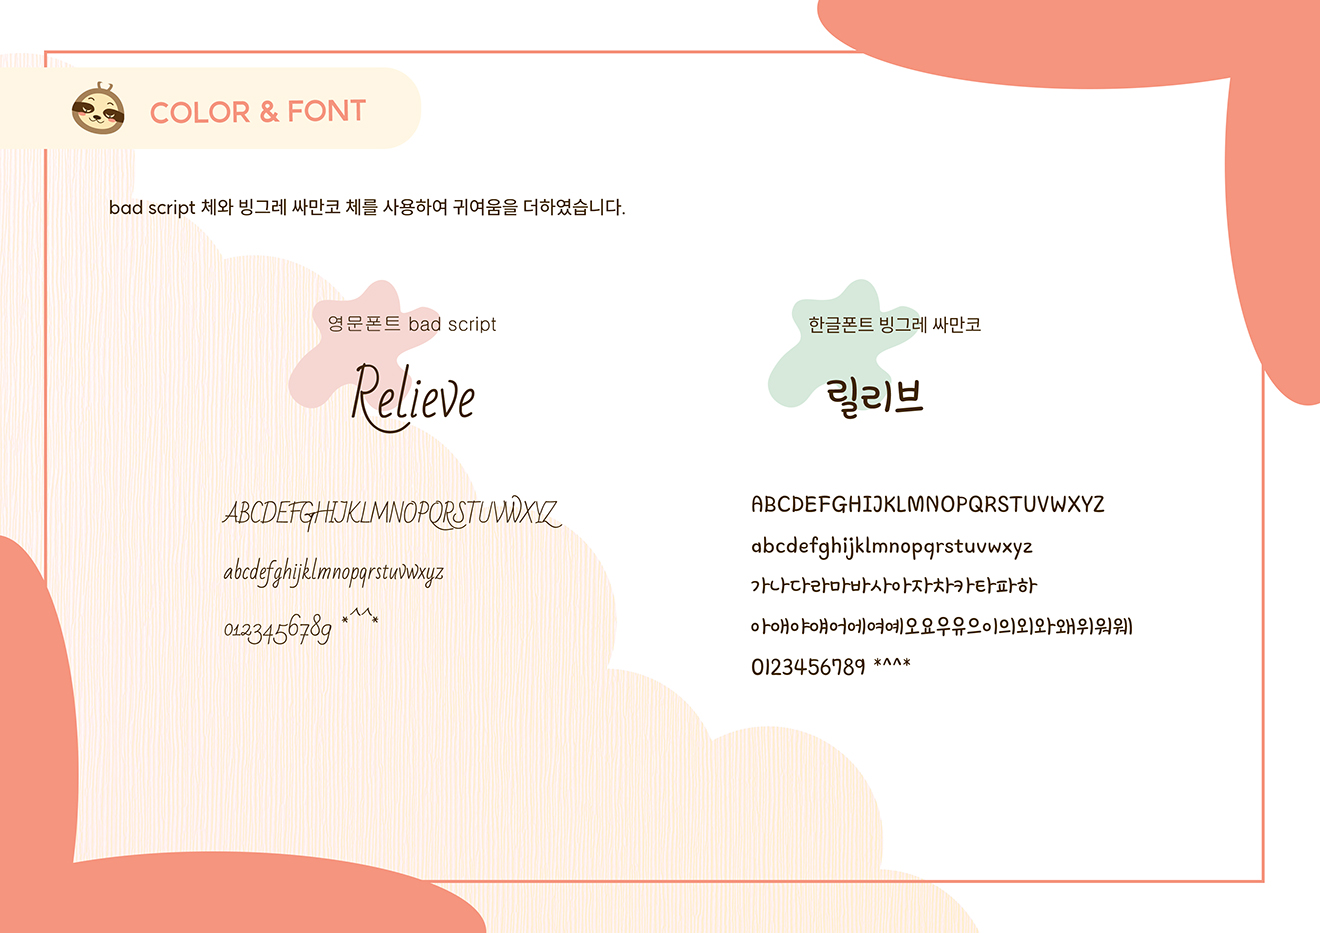 COLOR & FONT
bad script 체와 빙그레 싸만코 체를 사용하여 귀여움을 더하였습니다.
영문폰트 bad script
Relieve
ABCDEFGHIJKLMNOPQRSTUVWXYZ
abcdefghijklmnopqrstuvwxyz
0123456789 *^^*
한글폰트 빙그레 싸만코
릴리브
ABCDEFGHIJKLMNOPQRSTUVWXYZ
abcdefghijklmnopqrstuvwxyz
가나다라마바사아자차카타파하
아애야얘어에여예오요우유으이의외와왜위워웨
0123456789 *^^*